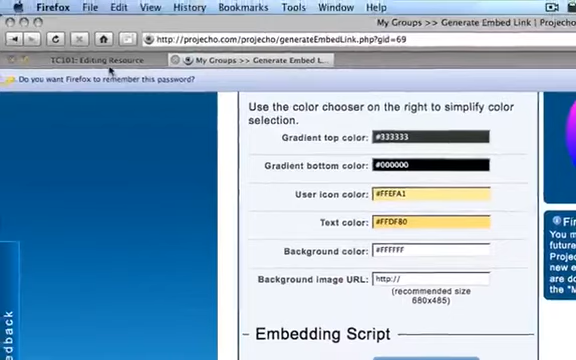 Firefox File Edit View History Bookmarks Tools Window Help
My Groups >> Generate Embed Link | Projecho
http://projecho.com/projecho/generateEmbedLink.php?gid=69
TC101: Editing Resource
My Groups >> Generate Embed L...
Do you want Firefox to remember this password?
Use the color chooser on the right to simplify color
selection.
Gradient top color: #333333
Gradient bottom color: #000000
User icon color: #FFEFA1
Text color: #FFDF80
Background color: #FFFFFF
Background image URL: http://
(recommended size
680x485)
Embedding Script
Fi
You m
future
Projec
new e
are do
the "M
edback